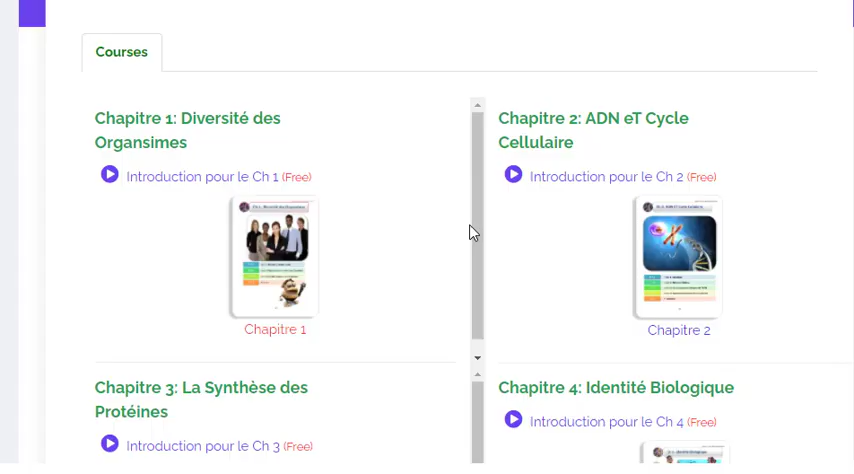 Courses
Chapitre 1: Diversité des
Organsimes
Introduction pour le Ch 1 (Free)
Chapitre 1
Chapitre 2: ADN eT Cycle
Cellulaire
Introduction pour le Ch 2 (Free)
Chapitre 2
Chapitre 3: La Synthèse des
Protéines
Introduction pour le Ch 3 (Free)
Chapitre 4: Identité Biologique
Introduction pour le Ch 4 (Free)